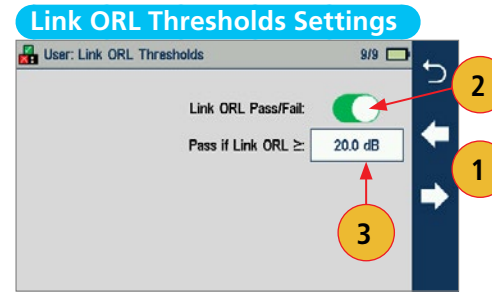 Link ORL Thresholds Settings
User: Link ORL Thresholds 9/9
Link ORL Pass/Fail:
Pass if Link ORL ≥: 20.0 dB
2
1
3